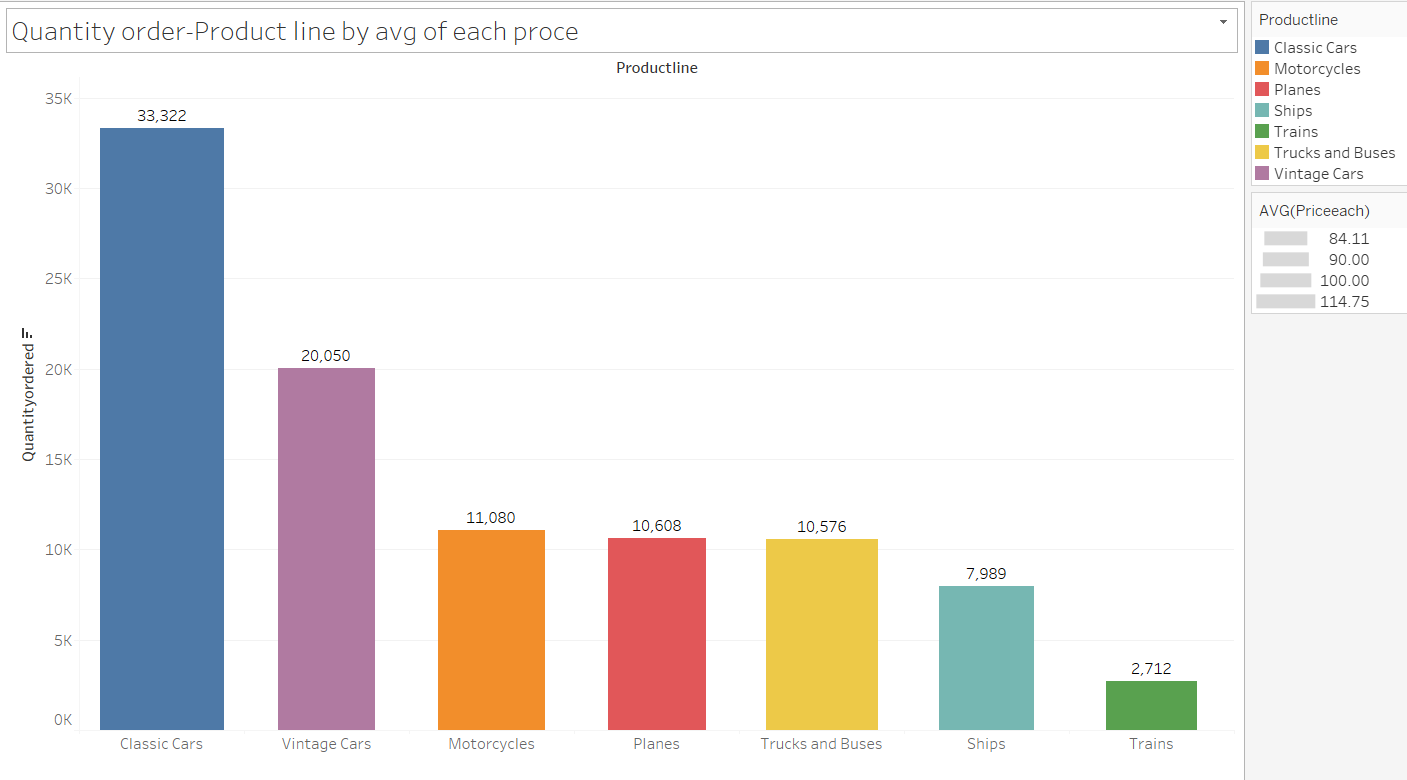 Quantity order-Product line by avg of each proce
Productline
35K
30K
25K
20K
15K
10K
5K
0K
Quantityordered
33,322
20,050
11,080
10,608
10,576
7,989
2,712
Classic Cars
Vintage Cars
Motorcycles
Planes
Trucks and Buses
Ships
Trains
Productline
Classic Cars
Motorcycles
Planes
Ships
Trains
Trucks and Buses
Vintage Cars
AVG(Priceeach)
84.11
90.00
100.00
114.75